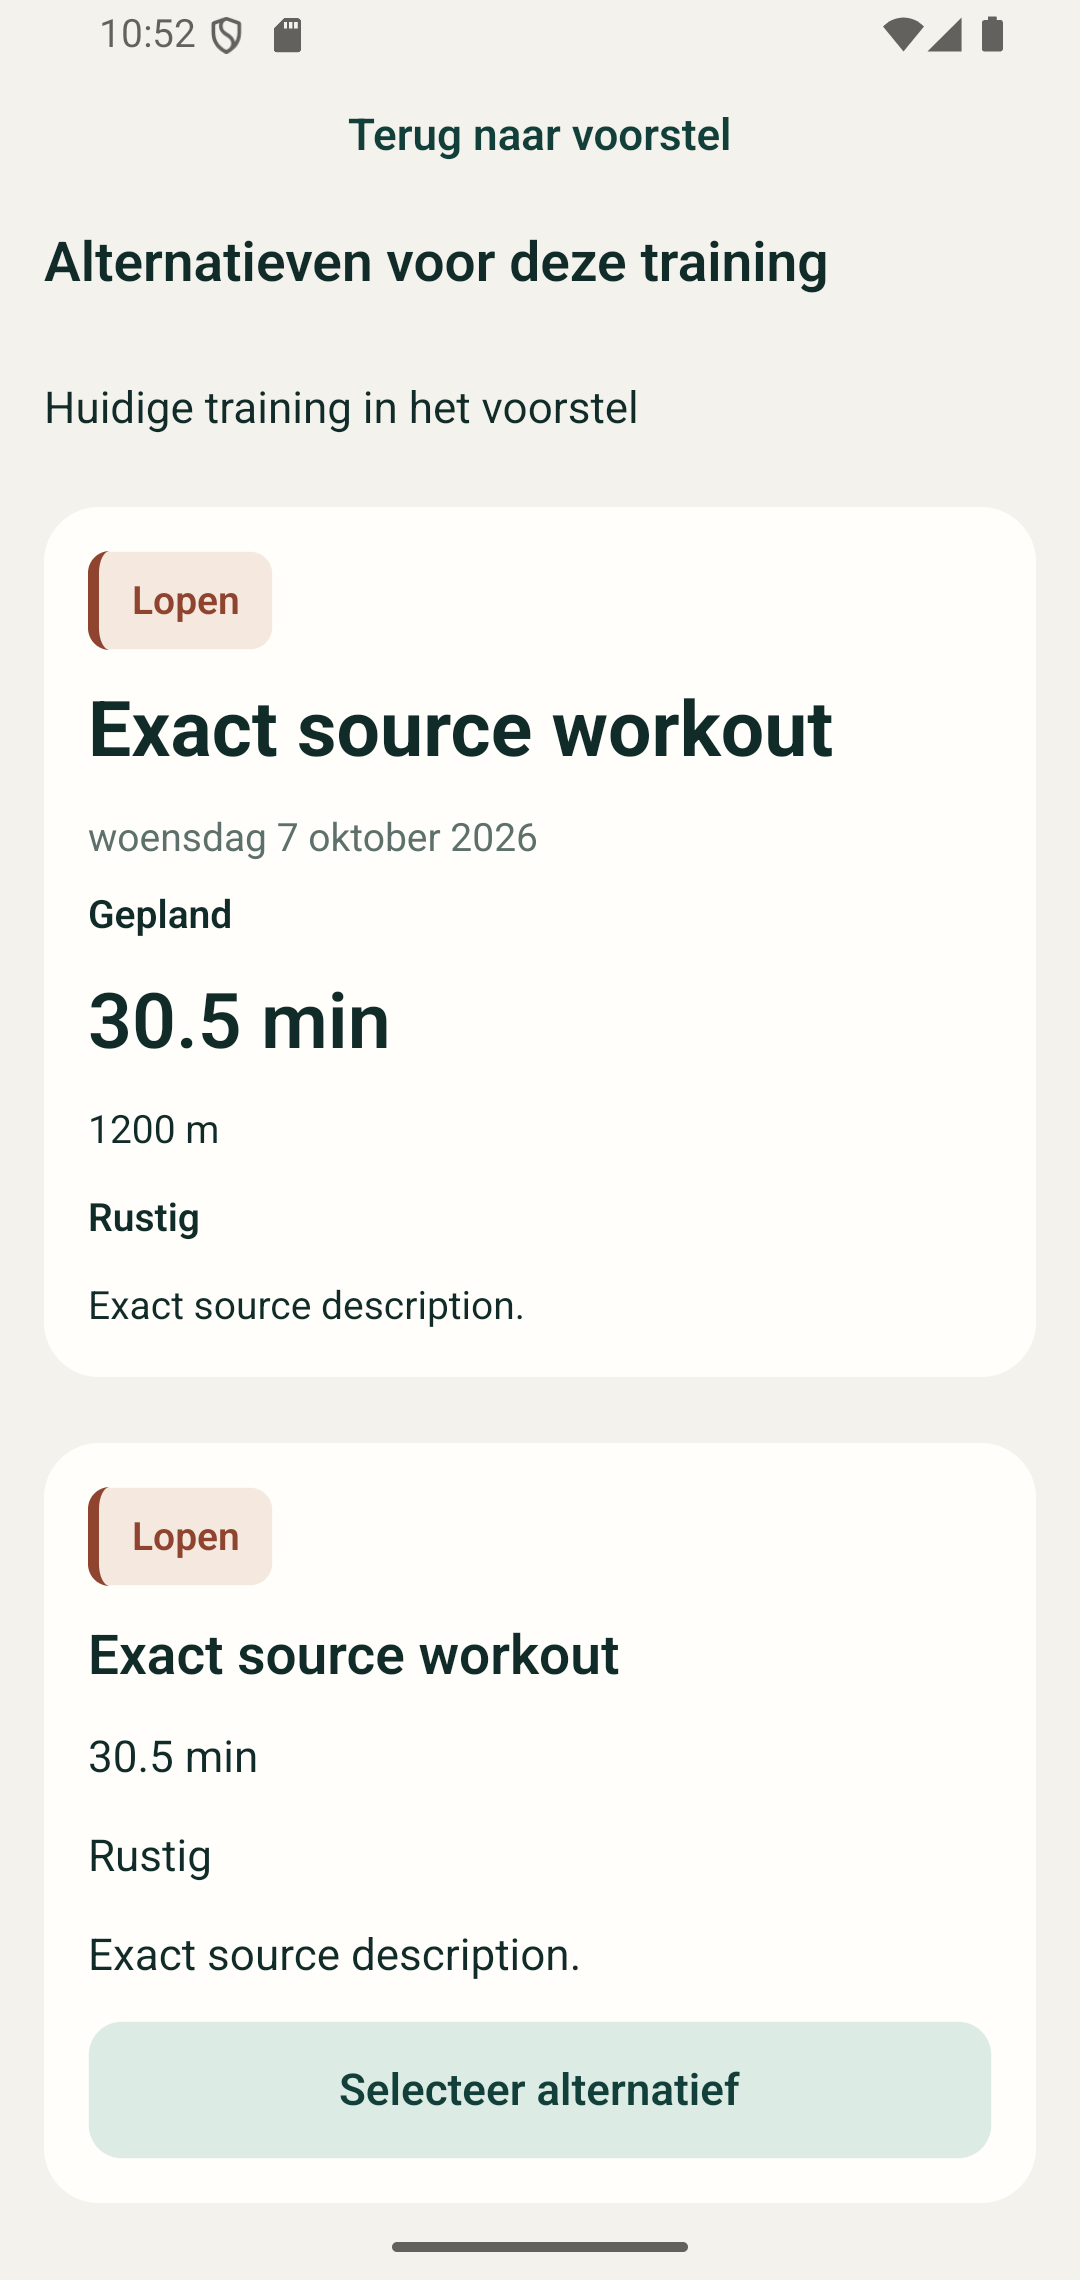 10:52
Terug naar voorstel
Alternatieven voor deze training
Huidige training in het voorstel
Lopen
Exact source workout
woensdag 7 oktober 2026
Gepland
30.5 min
1200 m
Rustig
Exact source description.
Lopen
Exact source workout
30.5 min
Rustig
Exact source description.
Selecteer alternatief